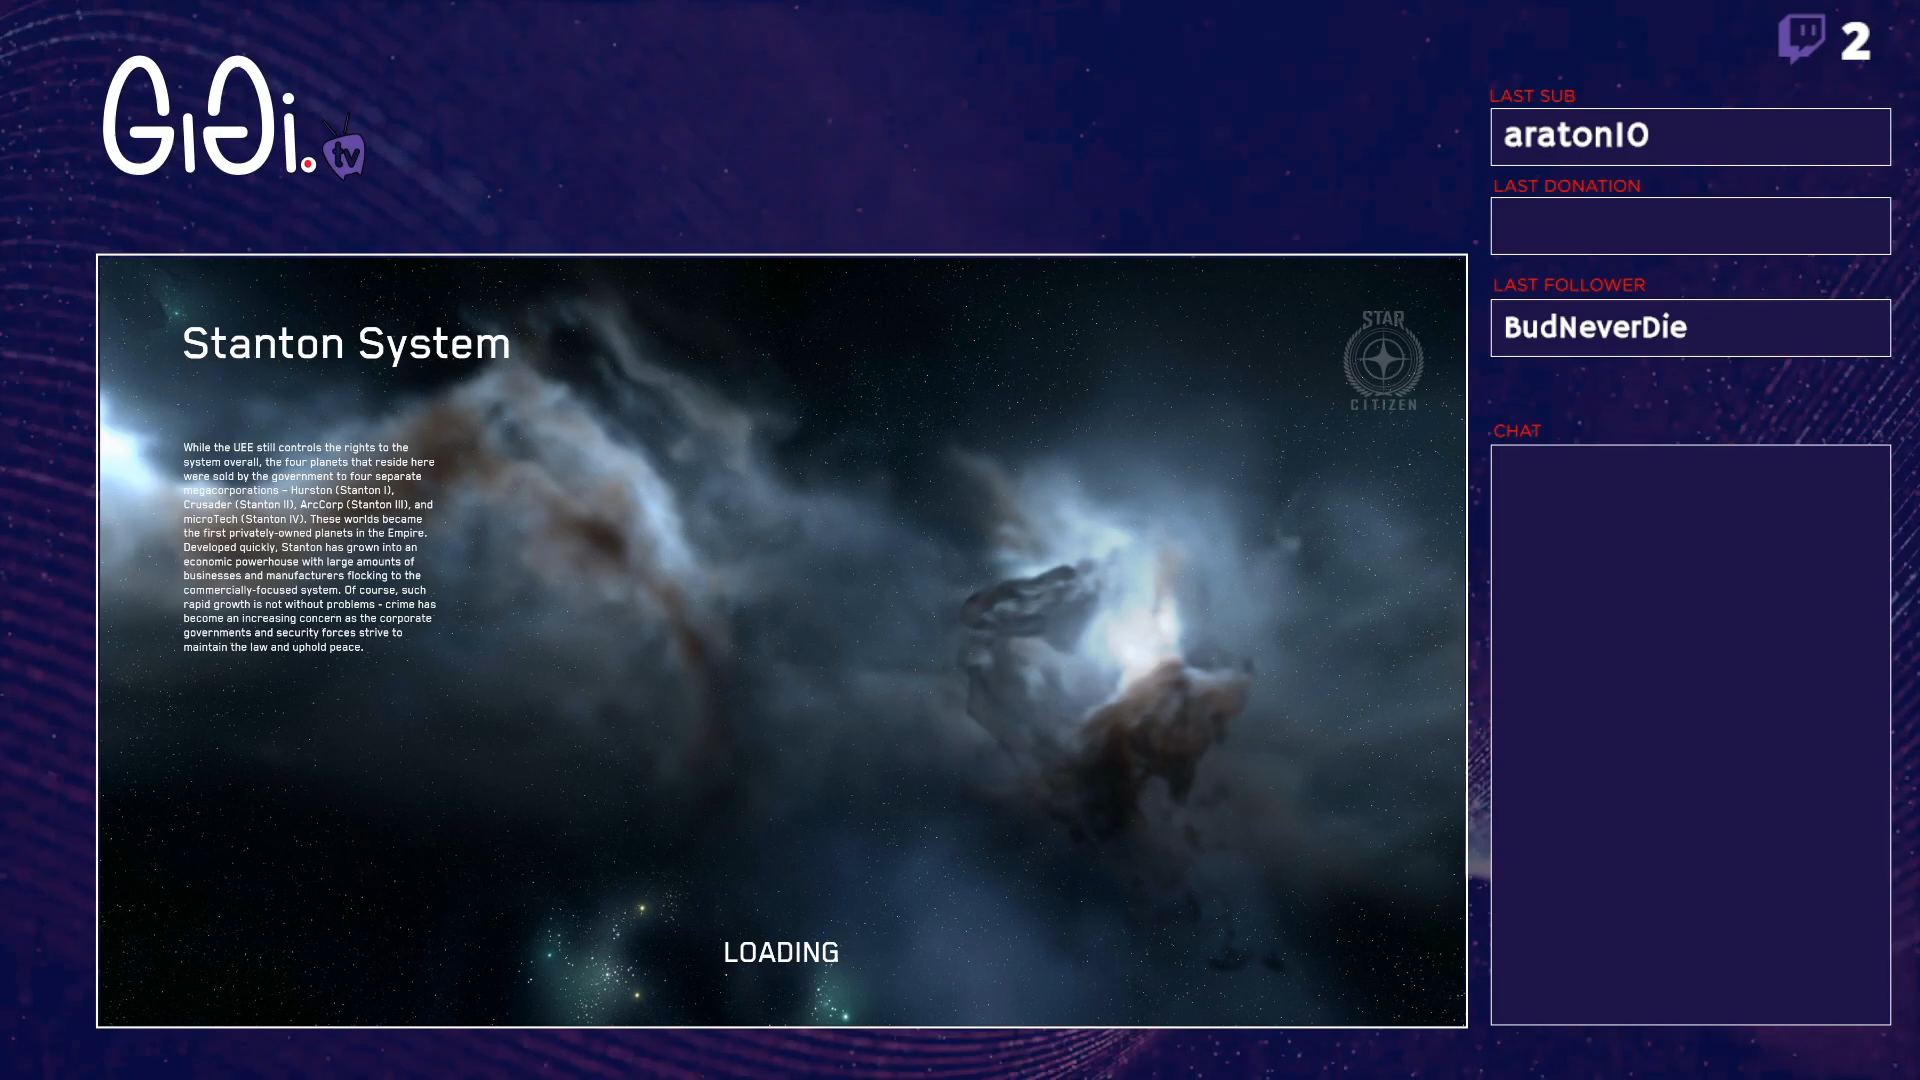 GiGi.
tv
2
LAST SUB
araton10
LAST DONATION
LAST FOLLOWER
BudNeverDie
CHAT
Stanton System
STAR
CITIZEN
While the UEE still controls the rights to the
system overall, the four planets that reside here
were sold by the government to four separate
megacorporations – Hurston (Stanton I),
Crusader (Stanton II), ArcCorp (Stanton III), and
microTech (Stanton IV). These worlds became
the first privately-owned planets in the Empire.
Developed quickly, Stanton has grown into an
economic powerhouse with large amounts of
businesses and manufacturers flocking to the
commercially-focused system. Of course, such
rapid growth is not without problems - crime has
become an increasing concern as the corporate
governments and security forces strive to
maintain the law and uphold peace.
LOADING